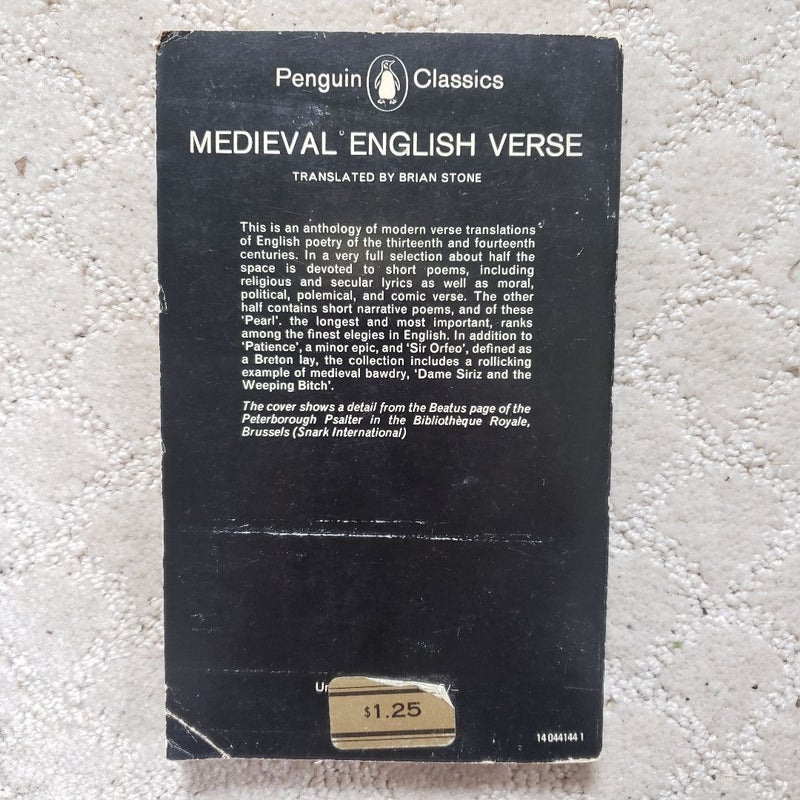 Penguin Classics
MEDIEVAL ENGLISH VERSE
TRANSLATED BY BRIAN STONE
This is an anthology of modern verse translations
of English poetry of the thirteenth and fourteenth
centuries. In a very full selection about half the
space is devoted to short poems, including
religious and secular lyrics as well as moral,
political, polemical, and comic verse. The other
half contains short narrative poems, and of these
'Pearl'. the longest and most important, ranks
among the finest elegies in English. In addition to
'Patience', a minor epic, and 'Sir Orfeo', defined as
a Breton lay, the collection includes a rollicking
example of medieval bawdry, 'Dame Siriz and the
Weeping Bitch'.
The cover shows a detail from the Beatus page of the
Peterborough Psalter in the Bibliothèque Royale,
Brussels (Snark International)
$1.25
14 044144 1